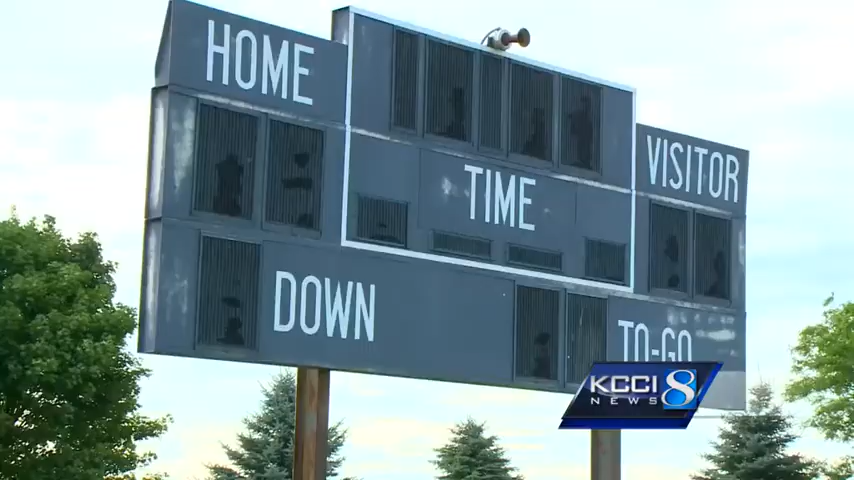 HOME
TIME
VISITOR
DOWN
TO-GO
KCCI 8
NEWS